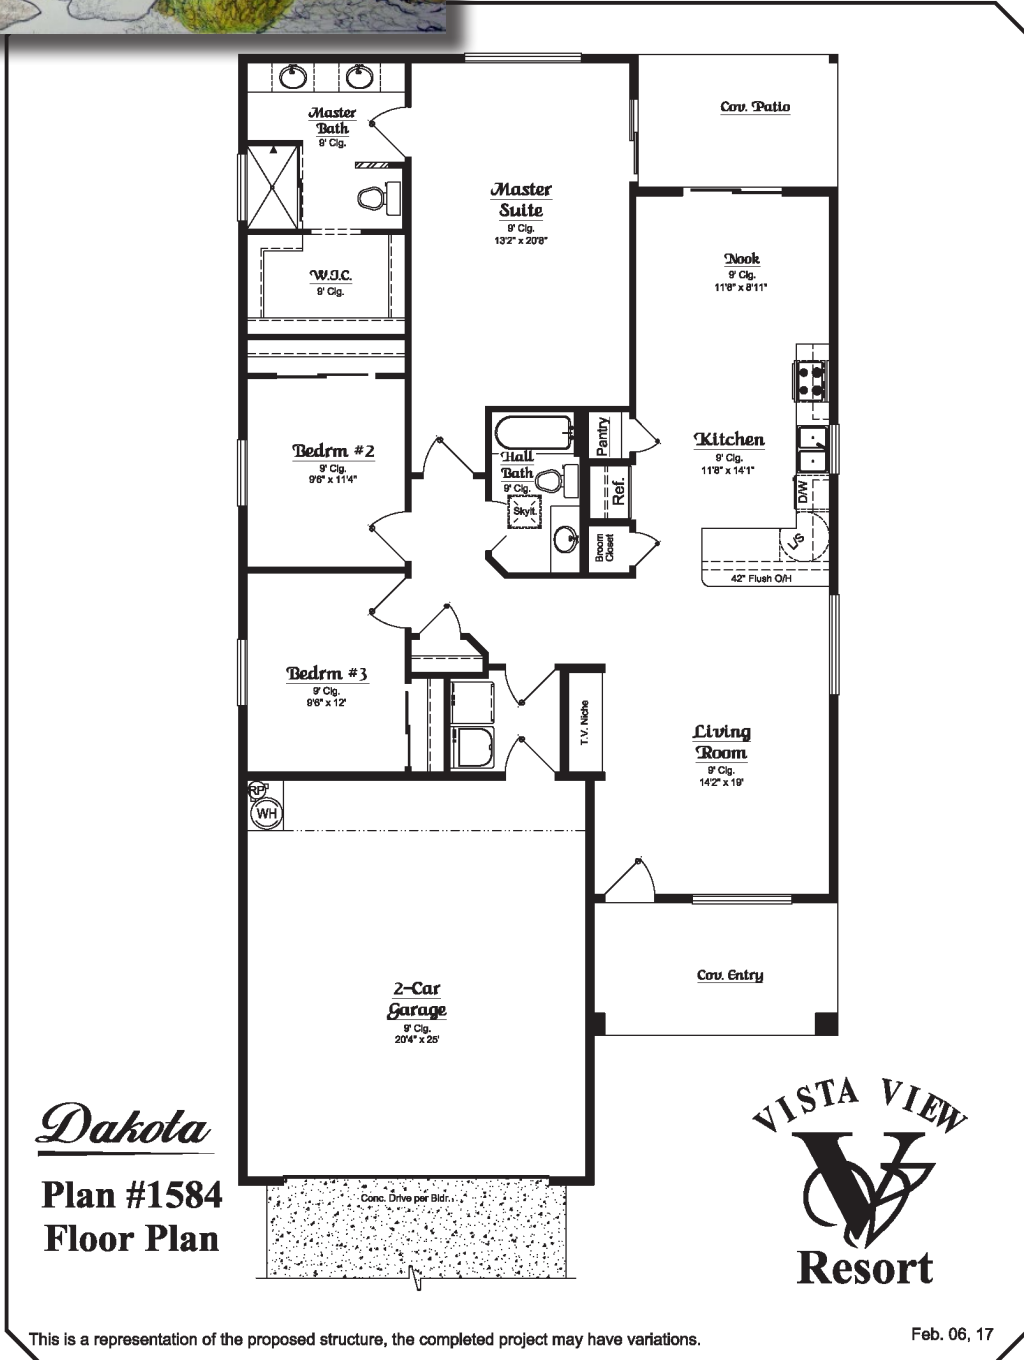 Master
Bath
9' Clg.
Cov. Patio
Master
Suite
9' Clg.
13'2" x 20'8"
W.I.C.
9' Clg.
Nook
9' Clg.
11'8" x 8'11"
Bedrm #2
9' Clg.
9'6" x 11'4"
Hall
Bath
9' Clg.
Skylt.
Pantry
Ref.
Broom
Closet
Kitchen
9' Clg.
11'8" x 14'1"
D/W
L/S
42" Flush O/H
Bedrm #3
9' Clg.
9'6" x 12'
T.V. Niche
Living
Room
9' Clg.
14'2" x 19'
RP
WH
2-Car
Garage
9' Clg.
20'4" x 25'
Cov. Entry
Conc. Drive per Bldr.
Dakota
Plan #1584
Floor Plan
VISTA VIEW
V
Resort
This is a representation of the proposed structure, the completed project may have variations.
Feb. 06, 17